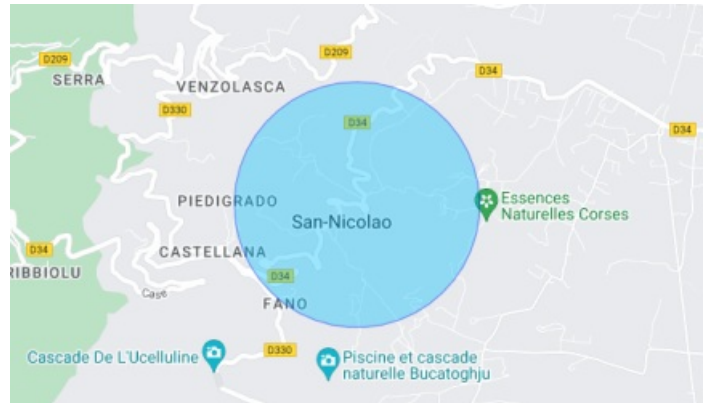 D209
D209
D34
SERRA
VENZOLASCA
D330
D34
D34
PIEDIGRADO
Essences
Naturelles Corses
San-Nicolao
D34
CASTELLANA
RIBBIOLU
D34
Case
FANO
D330
Cascade De L'Ucelluline
Piscine et cascade
naturelle Bucatoghju